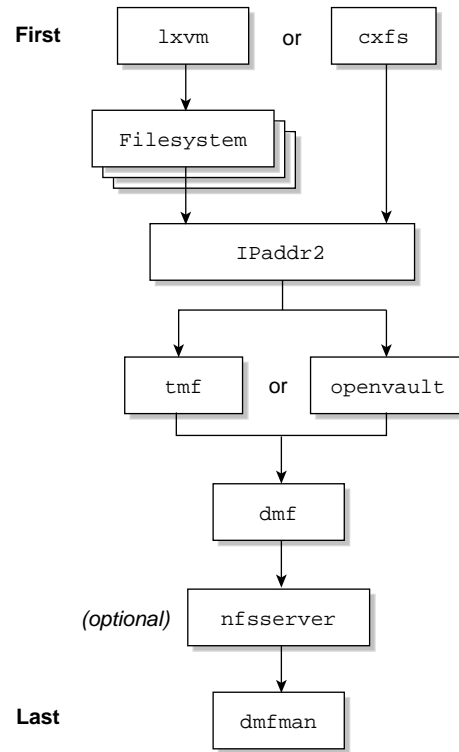 First
lxvm
or
cxfs
Filesystem
IPaddr2
tmf
or
openvault
dmf
(optional)
nfsserver
Last
dmfman